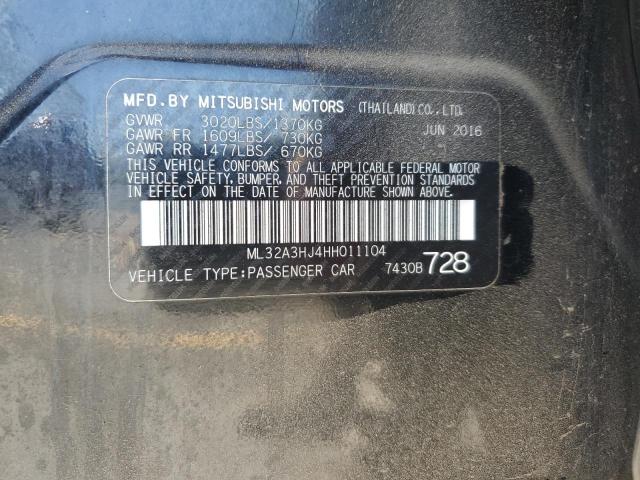 MFD.BY MITSUBISHI MOTORS (THAILAND)CO.,LTD.
GVWR 3020LBS/1370KG JUN 2016
GAWR FR 1609LBS/ 730KG
GAWR RR 1477LBS/ 670KG
THIS VEHICLE CONFORMS TO ALL APPLICABLE FEDERAL MOTOR
VEHICLE SAFETY, BUMPER, AND THEFT PREVENTION STANDARDS
IN EFFECT ON THE DATE OF MANUFACTURE SHOWN ABOVE.
ML32A3HJ4HH011104
VEHICLE TYPE:PASSENGER CAR 7430B 728